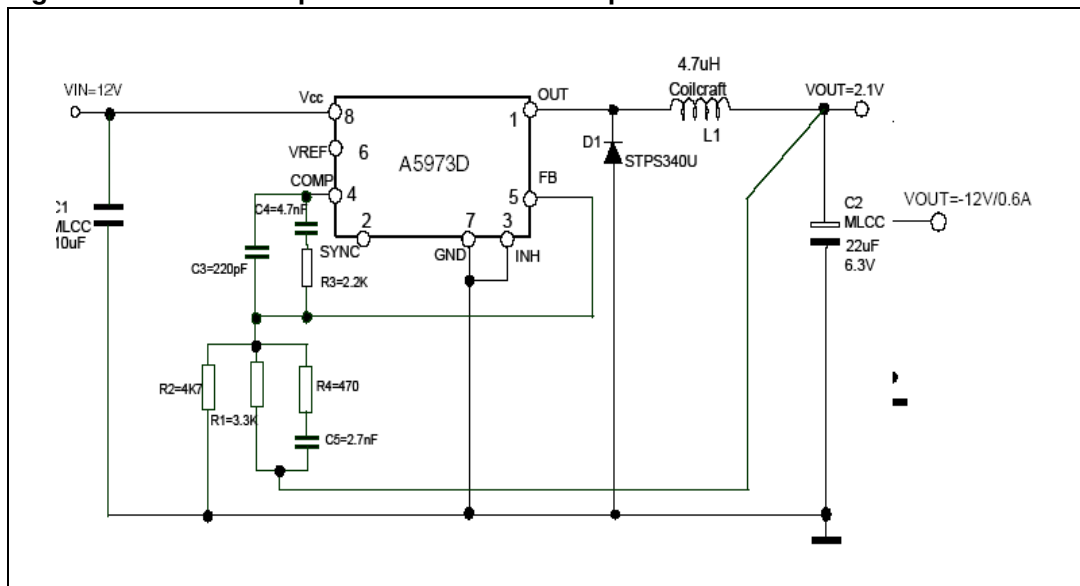 4.7uH
Coilcraft
L1
VIN=12V
VOUT=2.1V
Vcc
8
OUT
1
VREF
6
A5973D
D1
STPS340U
COMP
4
FB
5
C4=4.7nF
2
7
3
SYNC
GND
INH
C2
MLCC
22uF
6.3V
VOUT=-12V/0.6A
C3=220pF
R3=2.2K
R2=4K7
R1=3.3K
R4=470
C5=2.7nF